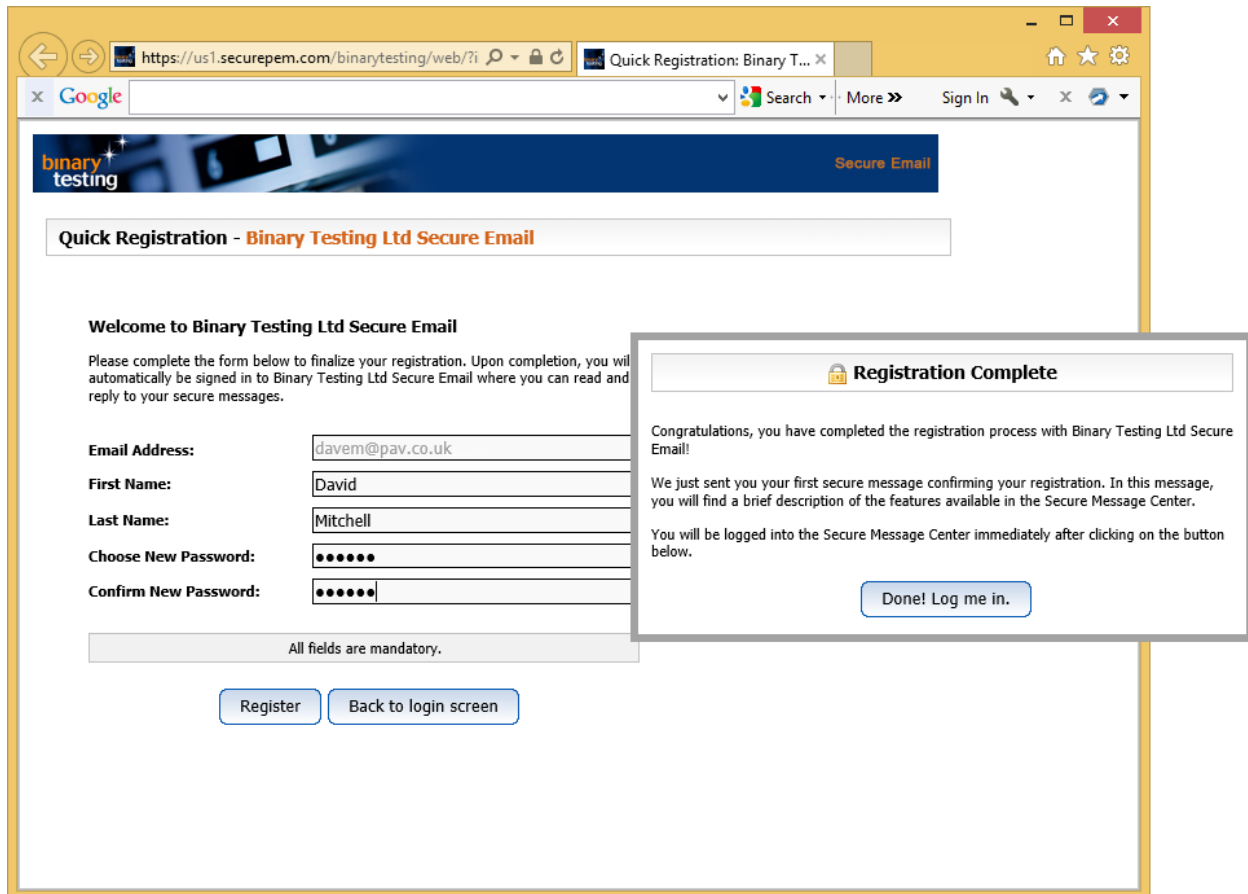 https://us1.securepem.com/binarytesting/web/?i
Quick Registration: Binary T...
Google
Search
More
Sign In
binary
testing
Secure Email
Quick Registration - Binary Testing Ltd Secure Email
Welcome to Binary Testing Ltd Secure Email
Please complete the form below to finalize your registration. Upon completion, you wil
automatically be signed in to Binary Testing Ltd Secure Email where you can read and
reply to your secure messages.
Email Address: davem@pav.co.uk
First Name: David
Last Name: Mitchell
Choose New Password: ●●●●●●
Confirm New Password: ●●●●●●
All fields are mandatory.
Register Back to login screen
Registration Complete
Congratulations, you have completed the registration process with Binary Testing Ltd Secure
Email!
We just sent you your first secure message confirming your registration. In this message,
you will find a brief description of the features available in the Secure Message Center.
You will be logged into the Secure Message Center immediately after clicking on the button
below.
Done! Log me in.